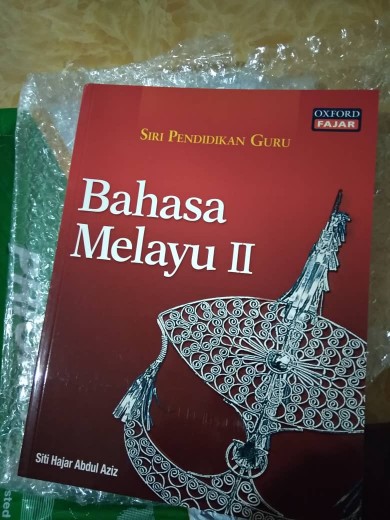 OXFORD
FAJAR
SIRI PENDIDIKAN GURU
Bahasa
Melayu II
Siti Hajar Abdul Aziz